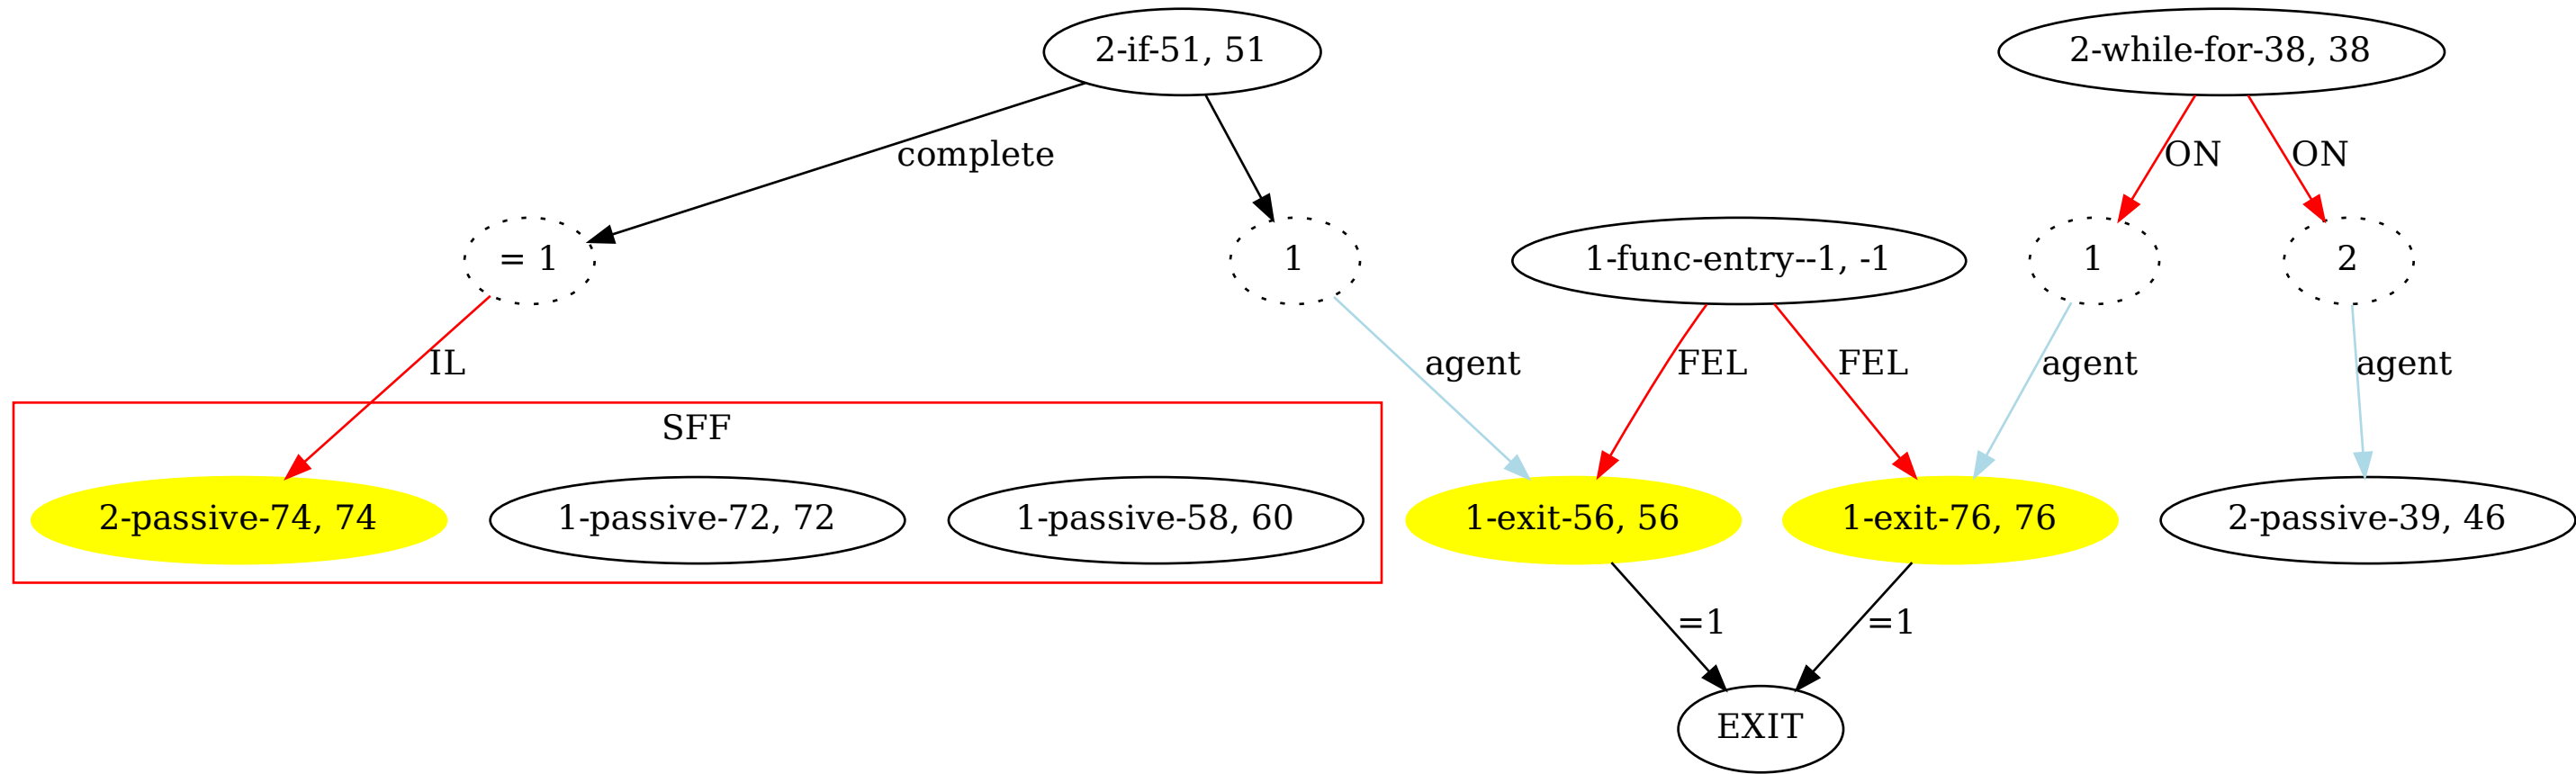 2-if-51, 51
2-while-for-38, 38
complete
ON
ON
= 1
1
1-func-entry--1, -1
1
2
IL
agent
FEL
FEL
agent
agent
SFF
2-passive-74, 74
1-passive-72, 72
1-passive-58, 60
1-exit-56, 56
1-exit-76, 76
2-passive-39, 46
=1
=1
EXIT